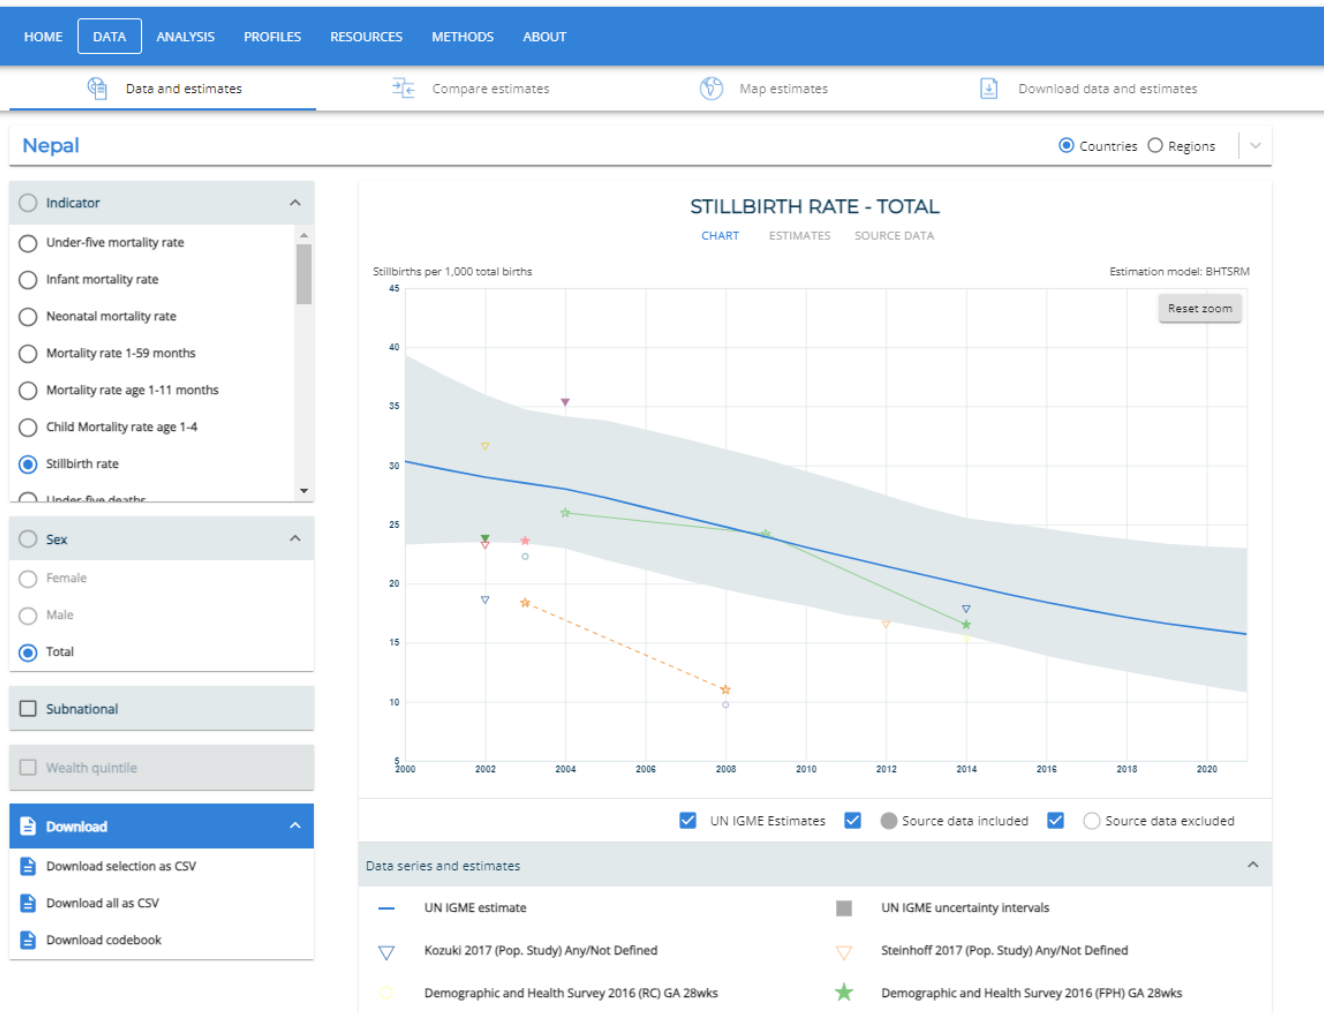 HOME DATA ANALYSIS PROFILES RESOURCES METHODS ABOUT
Data and estimates Compare estimates Map estimates Download data and estimates
Nepal
Countries Regions
Indicator
Under-five mortality rate
Infant mortality rate
Neonatal mortality rate
Mortality rate 1-59 months
Mortality rate age 1-11 months
Child Mortality rate age 1-4
Stillbirth rate
Under-five deaths
Sex
Female
Male
Total
Subnational
Wealth quintile
Download
Download selection as CSV
Download all as CSV
Download codebook
STILLBIRTH RATE - TOTAL
CHART ESTIMATES SOURCE DATA
Stillbirths per 1,000 total births
Estimation model: BHTSRM
Reset zoom
45
40
35
30
25
20
15
10
5
2000 2002 2004 2006 2008 2010 2012 2014 2016 2018 2020
UN IGME Estimates Source data included Source data excluded
Data series and estimates
UN IGME estimate UN IGME uncertainty intervals
Kozuki 2017 (Pop. Study) Any/Not Defined Steinhoff 2017 (Pop. Study) Any/Not Defined
Demographic and Health Survey 2016 (RC) GA 28wks Demographic and Health Survey 2016 (FPH) GA 28wks